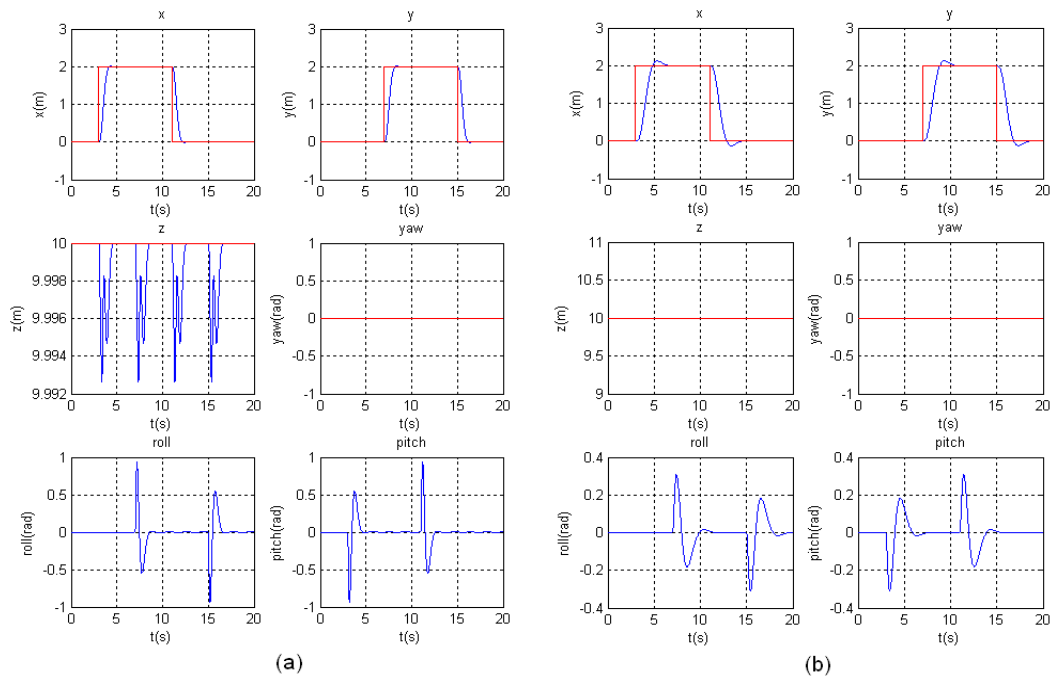 x
3
2
1
0
-1
x(m)
0 5 10 15 20
t(s)
y
3
2
1
0
-1
y(m)
0 5 10 15 20
t(s)
z
10
9.998
9.996
9.994
9.992
z(m)
0 5 10 15 20
t(s)
yaw
1
0.5
0
-0.5
-1
yaw(rad)
0 5 10 15 20
t(s)
roll
1
0.5
0
-0.5
-1
roll(rad)
0 5 10 15 20
t(s)
pitch
1
0.5
0
-0.5
-1
pitch(rad)
0 5 10 15 20
t(s)
(a)
x
3
2
1
0
-1
x(m)
0 5 10 15 20
t(s)
y
3
2
1
0
-1
y(m)
0 5 10 15 20
t(s)
z
11
10.5
10
9.5
9
z(m)
0 5 10 15 20
t(s)
yaw
1
0.5
0
-0.5
-1
yaw(rad)
0 5 10 15 20
t(s)
roll
0.4
0.2
0
-0.2
-0.4
roll(rad)
0 5 10 15 20
t(s)
pitch
0.4
0.2
0
-0.2
-0.4
pitch(rad)
0 5 10 15 20
t(s)
(b)